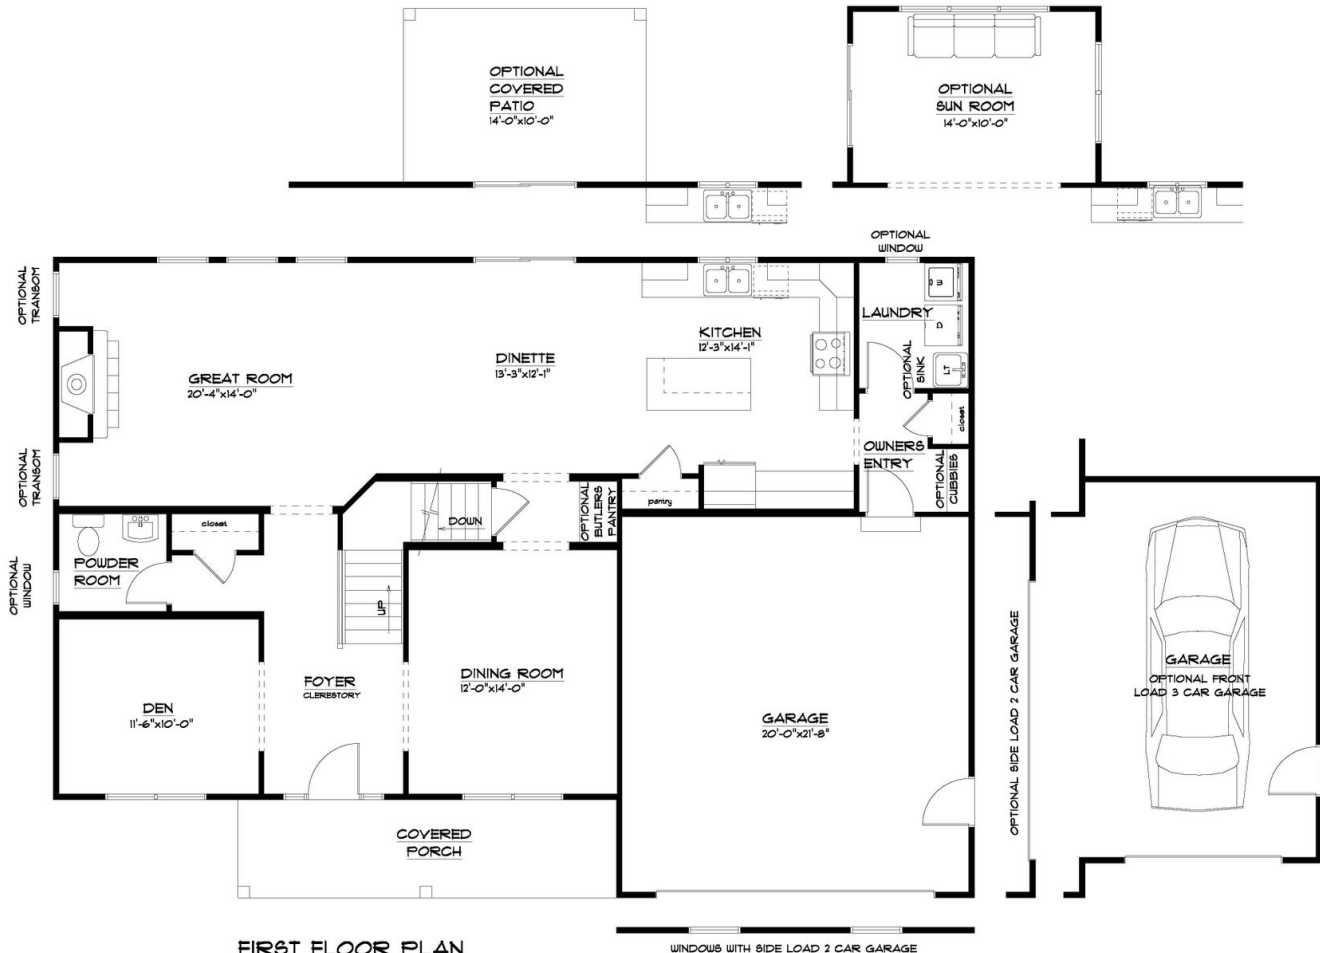 OPTIONAL
COVERED
PATIO
14'-0"x10'-0"
OPTIONAL
SUN ROOM
14'-0"x10'-0"
OPTIONAL
WINDOW
OPTIONAL
TRANSOM
GREAT ROOM
20'-4"x14'-0"
DINETTE
13'-3"x12'-1"
KITCHEN
12'-3"x14'-1"
LAUNDRY
W
D
LT
OPTIONAL
SINK
closet
OWNERS
ENTRY
OPTIONAL
CUBBIES
OPTIONAL
TRANSOM
pantry
OPTIONAL
BUTLERS
PANTRY
DOWN
closet
POWDER
ROOM
OPTIONAL
WINDOW
UP
FOYER
CLERESTORY
DINING ROOM
12'-0"x14'-0"
DEN
11'-6"x10'-0"
GARAGE
20'-0"x21'-8"
OPTIONAL SIDE LOAD 2 CAR GARAGE
GARAGE
OPTIONAL FRONT
LOAD 3 CAR GARAGE
COVERED
PORCH
FIRST FLOOR PLAN
WINDOWS WITH SIDE LOAD 2 CAR GARAGE